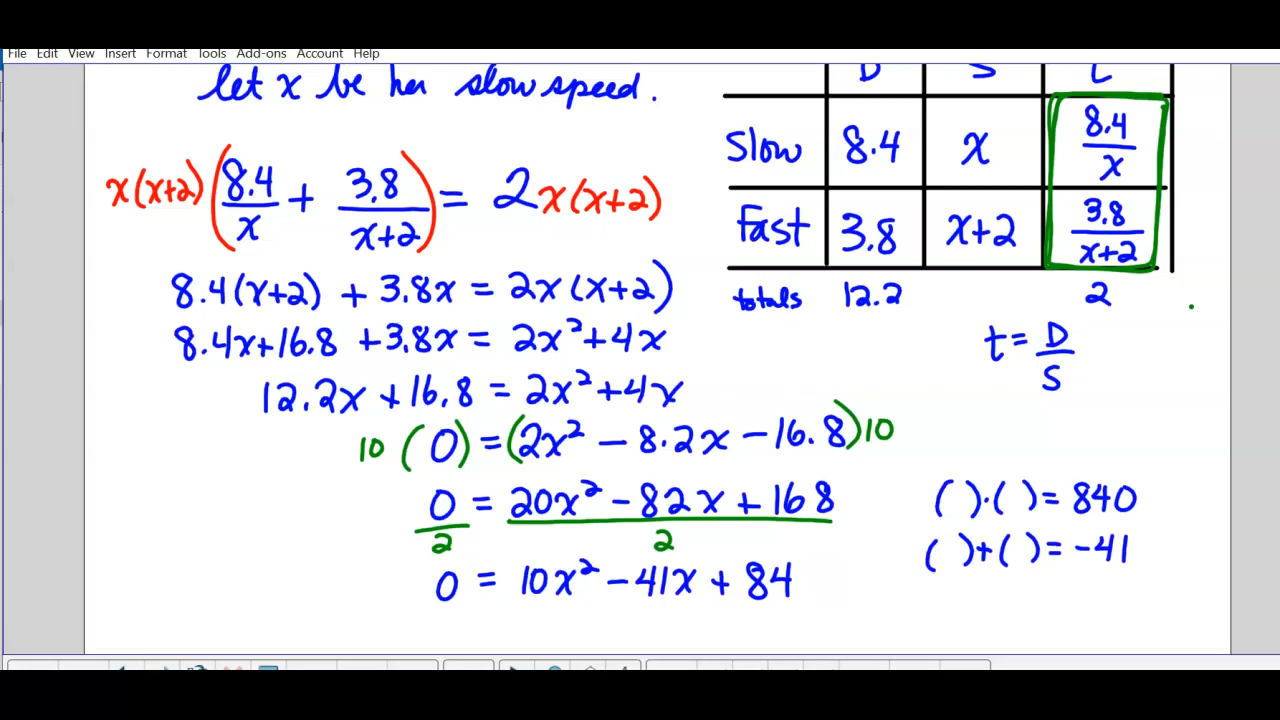 File Edit View Insert Format Tools Add-ons Account Help
let x be her slow speed.
D S t
Slow 8.4 x 8.4/x
Fast 3.8 x+2 3.8/(x+2)
totals 12.2 2
t = D/S
x(x+2)(8.4/x + 3.8/(x+2)) = 2x(x+2)
8.4(x+2) + 3.8x = 2x(x+2)
8.4x+16.8 +3.8x = 2x²+4x
12.2x +16.8 = 2x²+4x
10 (0) = (2x² - 8.2x - 16.8)10
0/2 = (20x² - 82x + 168)/2
0 = 10x² - 41x + 84
( )·( ) = 840
( )+( ) = -41